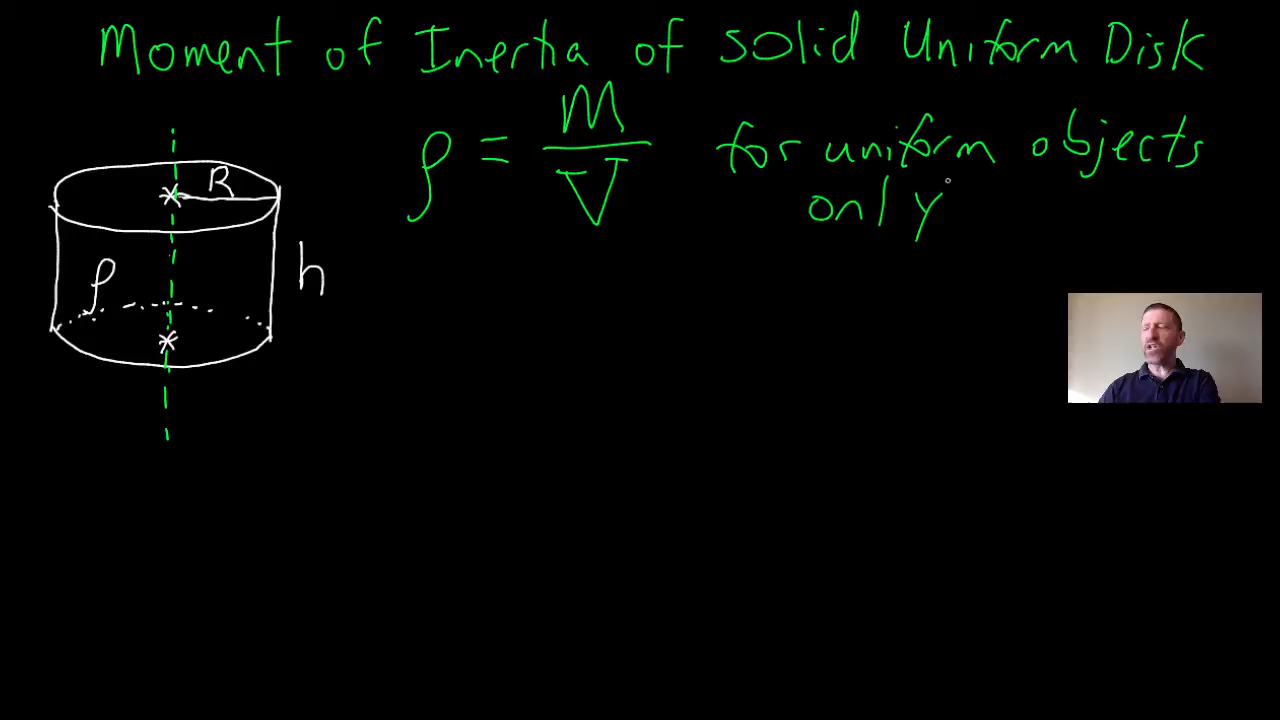 Moment of Inertia of solid Uniform Disk
ρ = M / V for uniform objects
only
R
ρ
h